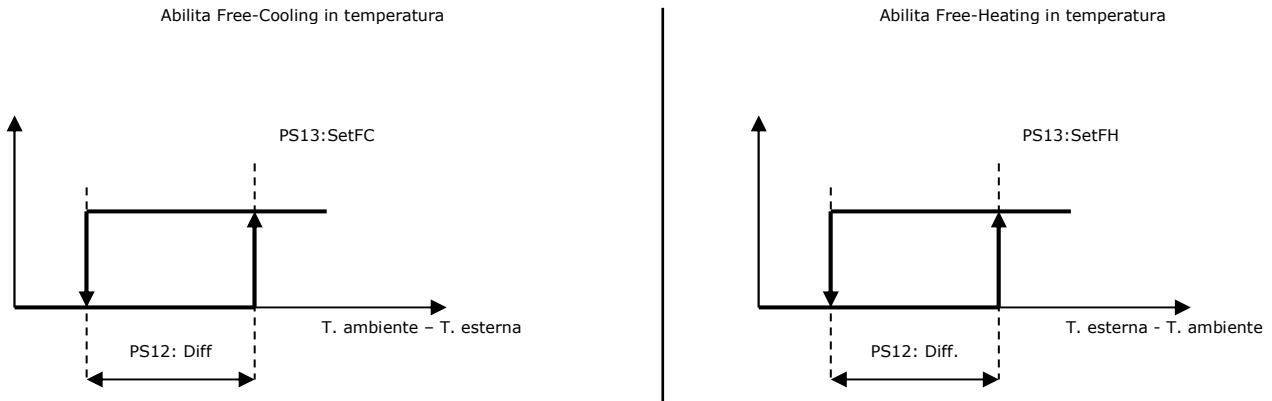 Abilita Free-Cooling in temperatura
PS13:SetFC
T. ambiente – T. esterna
PS12: Diff
Abilita Free-Heating in temperatura
PS13:SetFH
T. esterna - T. ambiente
PS12: Diff.